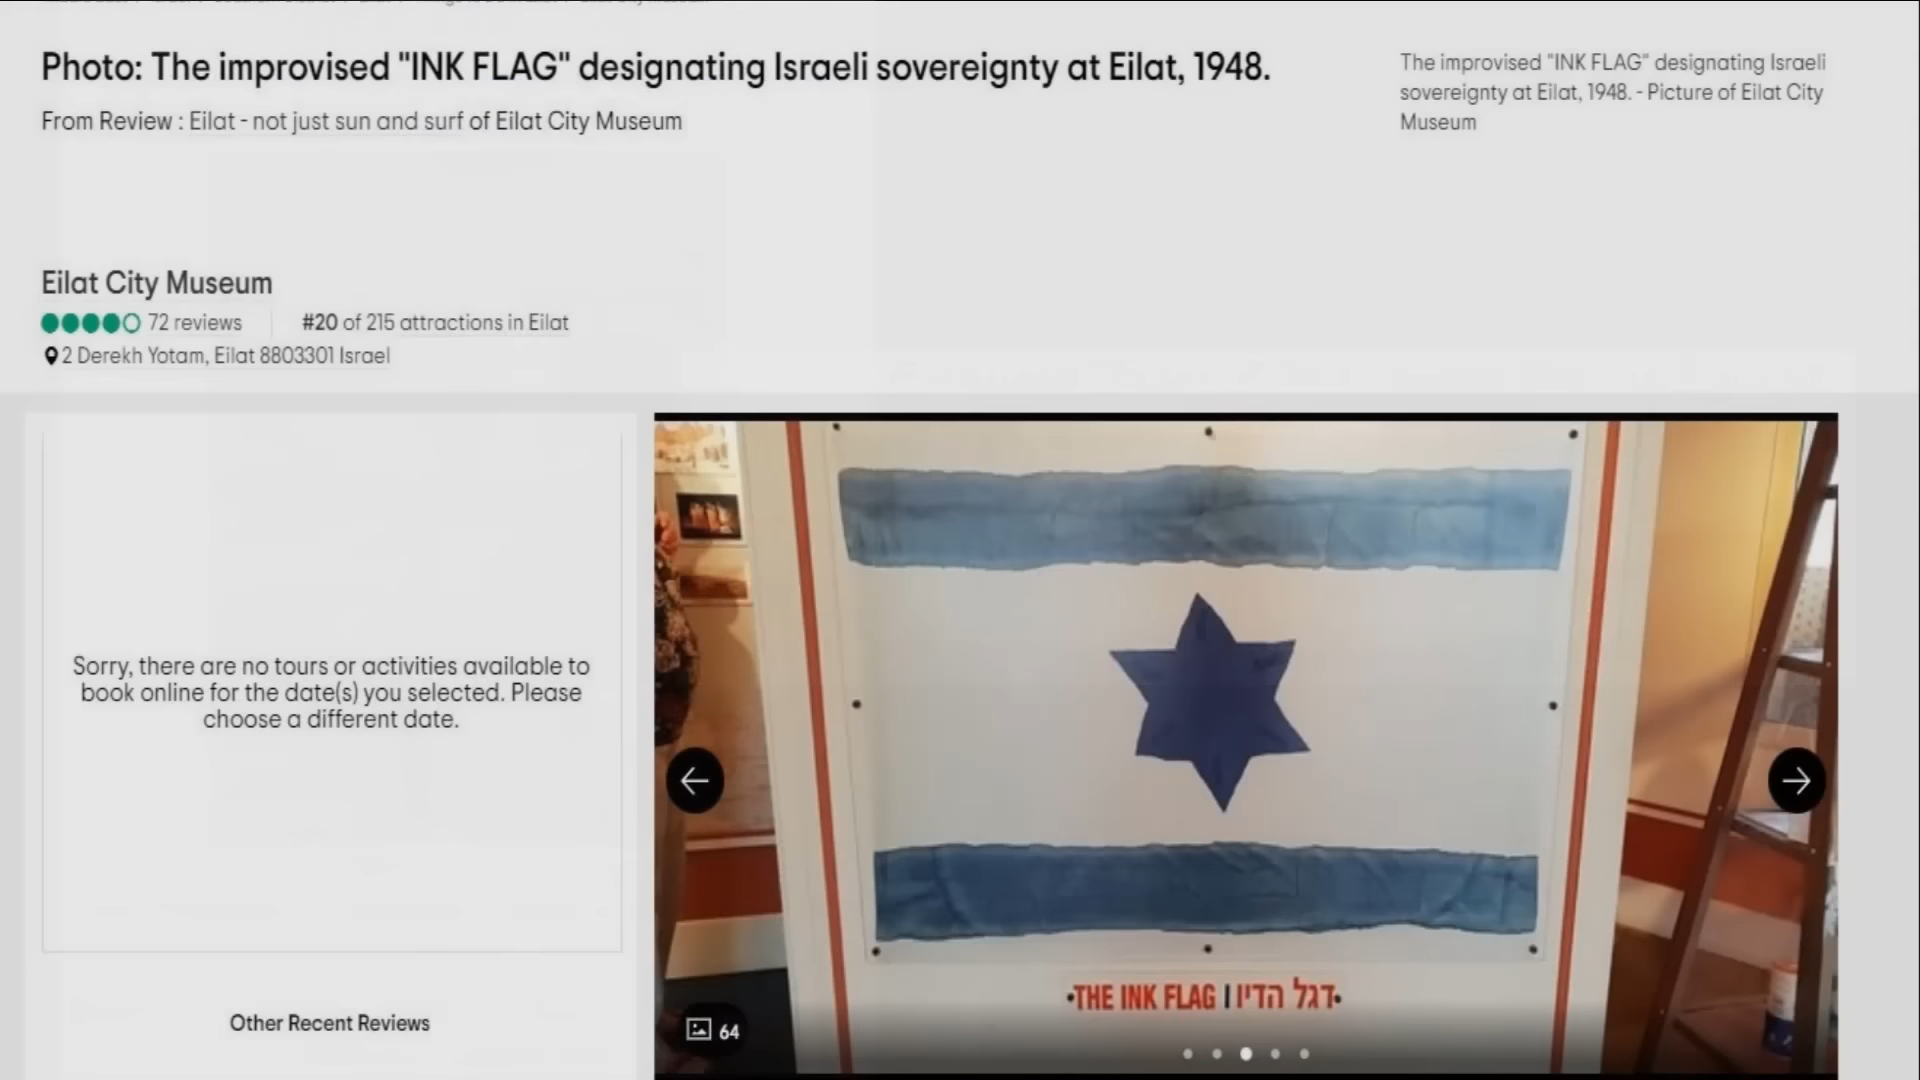 Photo: The improvised "INK FLAG" designating Israeli sovereignty at Eilat, 1948.
From Review : Eilat - not just sun and surf of Eilat City Museum
The improvised "INK FLAG" designating Israeli
sovereignty at Eilat, 1948. - Picture of Eilat City
Museum
Eilat City Museum
72 reviews
#20 of 215 attractions in Eilat
2 Derekh Yotam, Eilat 8803301 Israel
Sorry, there are no tours or activities available to
book online for the date(s) you selected. Please
choose a different date.
Other Recent Reviews
•THE INK FLAG | דגל הדיו•
64